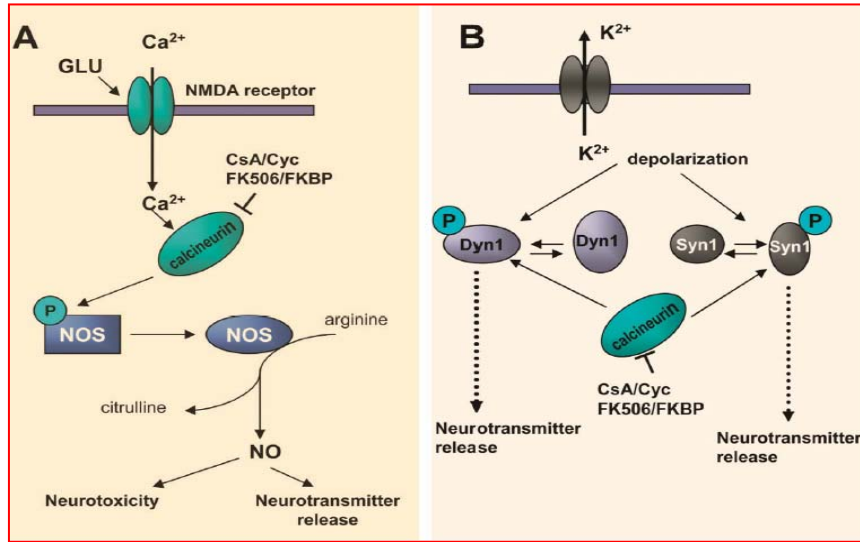 A
Ca2+
GLU
NMDA receptor
CsA/Cyc
FK506/FKBP
Ca2+
calcineurin
P
NOS
NOS
arginine
citrulline
NO
Neurotoxicity
Neurotransmitter
release
B
K2+
K2+
depolarization
P
Dyn1
Dyn1
Syn1
Syn1
P
calcineurin
CsA/Cyc
FK506/FKBP
Neurotransmitter
release
Neurotransmitter
release